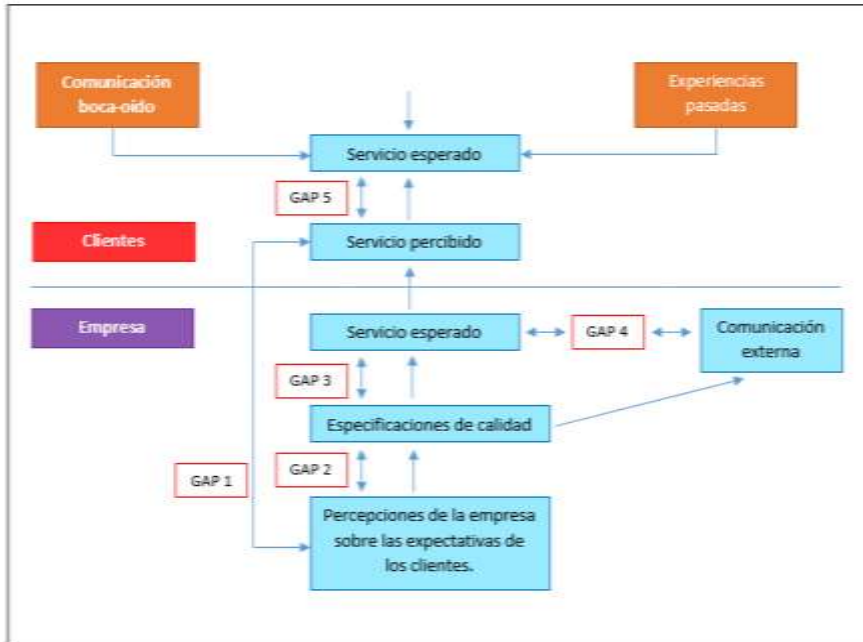 Comunicación
boca-oído
Experiencias
pasadas
Servicio esperado
GAP 5
Clientes
Servicio percibido
Empresa
Servicio esperado
GAP 4
Comunicación
externa
GAP 3
Especificaciones de calidad
GAP 2
GAP 1
Percepciones de la empresa
sobre las expectativas de
los clientes.